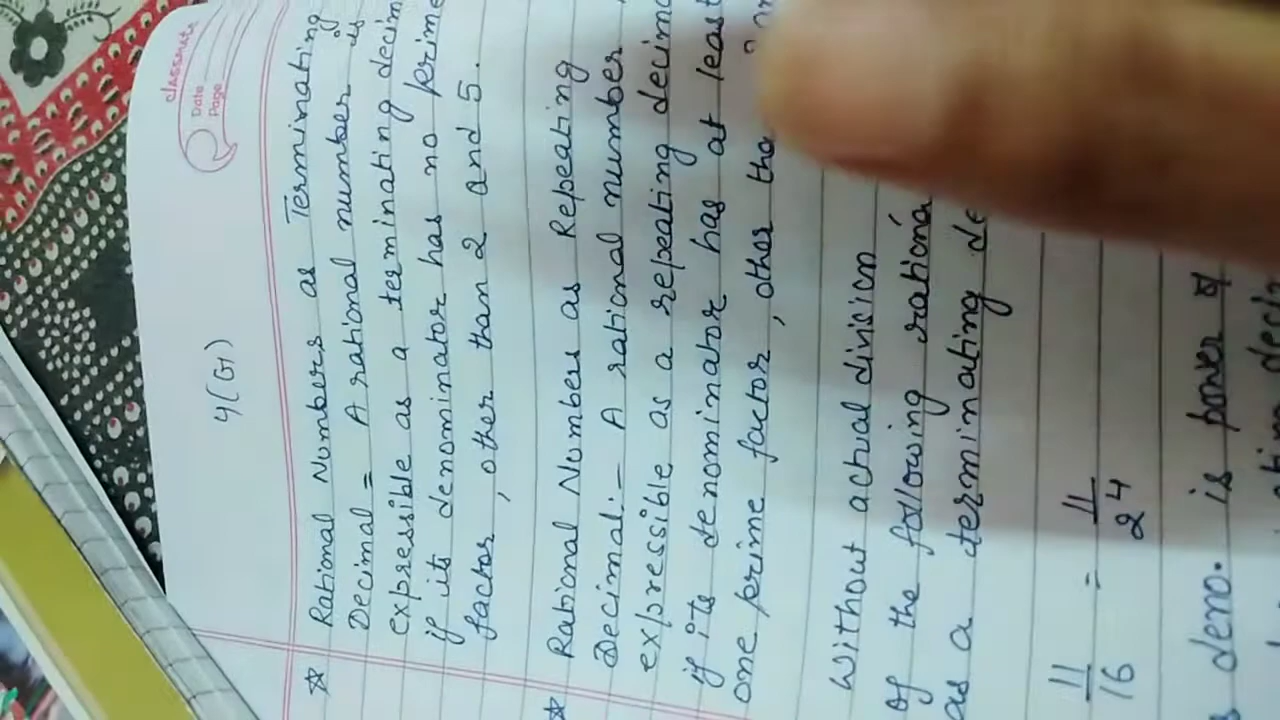 classmate
Date
Page
4(G)
☆ Rational Numbers as Terminating
Decimal = A rational number is
expressible as a terminating decim
if its denominator has no prime
factor, other than 2 and 5.
☆ Rational Nombers as Repeating
Decimal:- A rational number
expressible as a repeating decima
if its denominator has at least
one prime factor, other tha
Without actual division
of the following rationa
as a terminating de
11/16 = 11/2⁴
deno. is power of